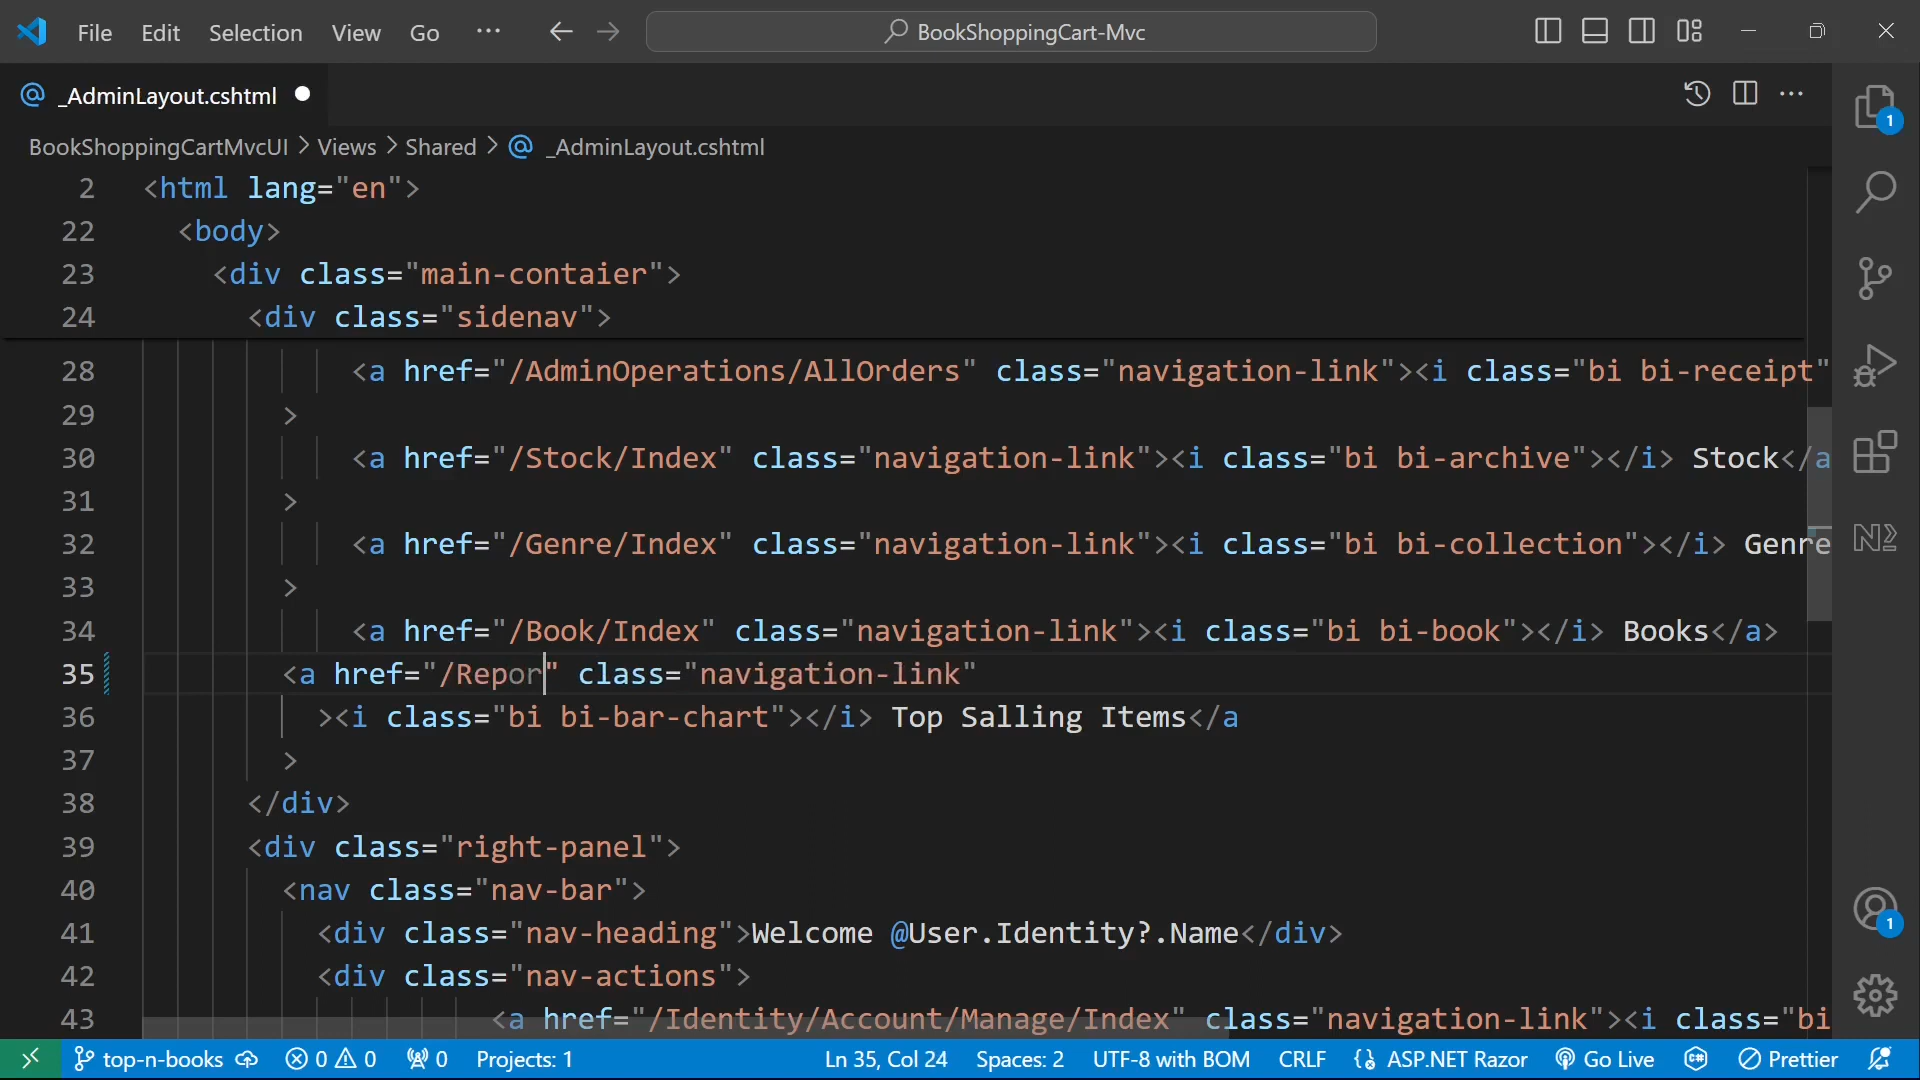 File Edit Selection View Go ··· BookShoppingCart-Mvc
_AdminLayout.cshtml
BookShoppingCartMvcUI > Views > Shared > _AdminLayout.cshtml
2 <html lang="en">
22 <body>
23 <div class="main-contaier">
24 <div class="sidenav">
28 <a href="/AdminOperations/AllOrders" class="navigation-link"><i class="bi bi-receipt"
29 >
30 <a href="/Stock/Index" class="navigation-link"><i class="bi bi-archive"></i> Stock</a
31 >
32 <a href="/Genre/Index" class="navigation-link"><i class="bi bi-collection"></i> Genre
33 >
34 <a href="/Book/Index" class="navigation-link"><i class="bi bi-book"></i> Books</a>
35 <a href="/Repor" class="navigation-link"
36 ><i class="bi bi-bar-chart"></i> Top Salling Items</a
37 >
38 </div>
39 <div class="right-panel">
40 <nav class="nav-bar">
41 <div class="nav-heading">Welcome @User.Identity?.Name</div>
42 <div class="nav-actions">
43 <a href="/Identity/Account/Manage/Index" class="navigation-link"><i class="bi
1
1
top-n-books 0 0 0 Projects: 1 Ln 35, Col 24 Spaces: 2 UTF-8 with BOM CRLF ASP.NET Razor Go Live Prettier